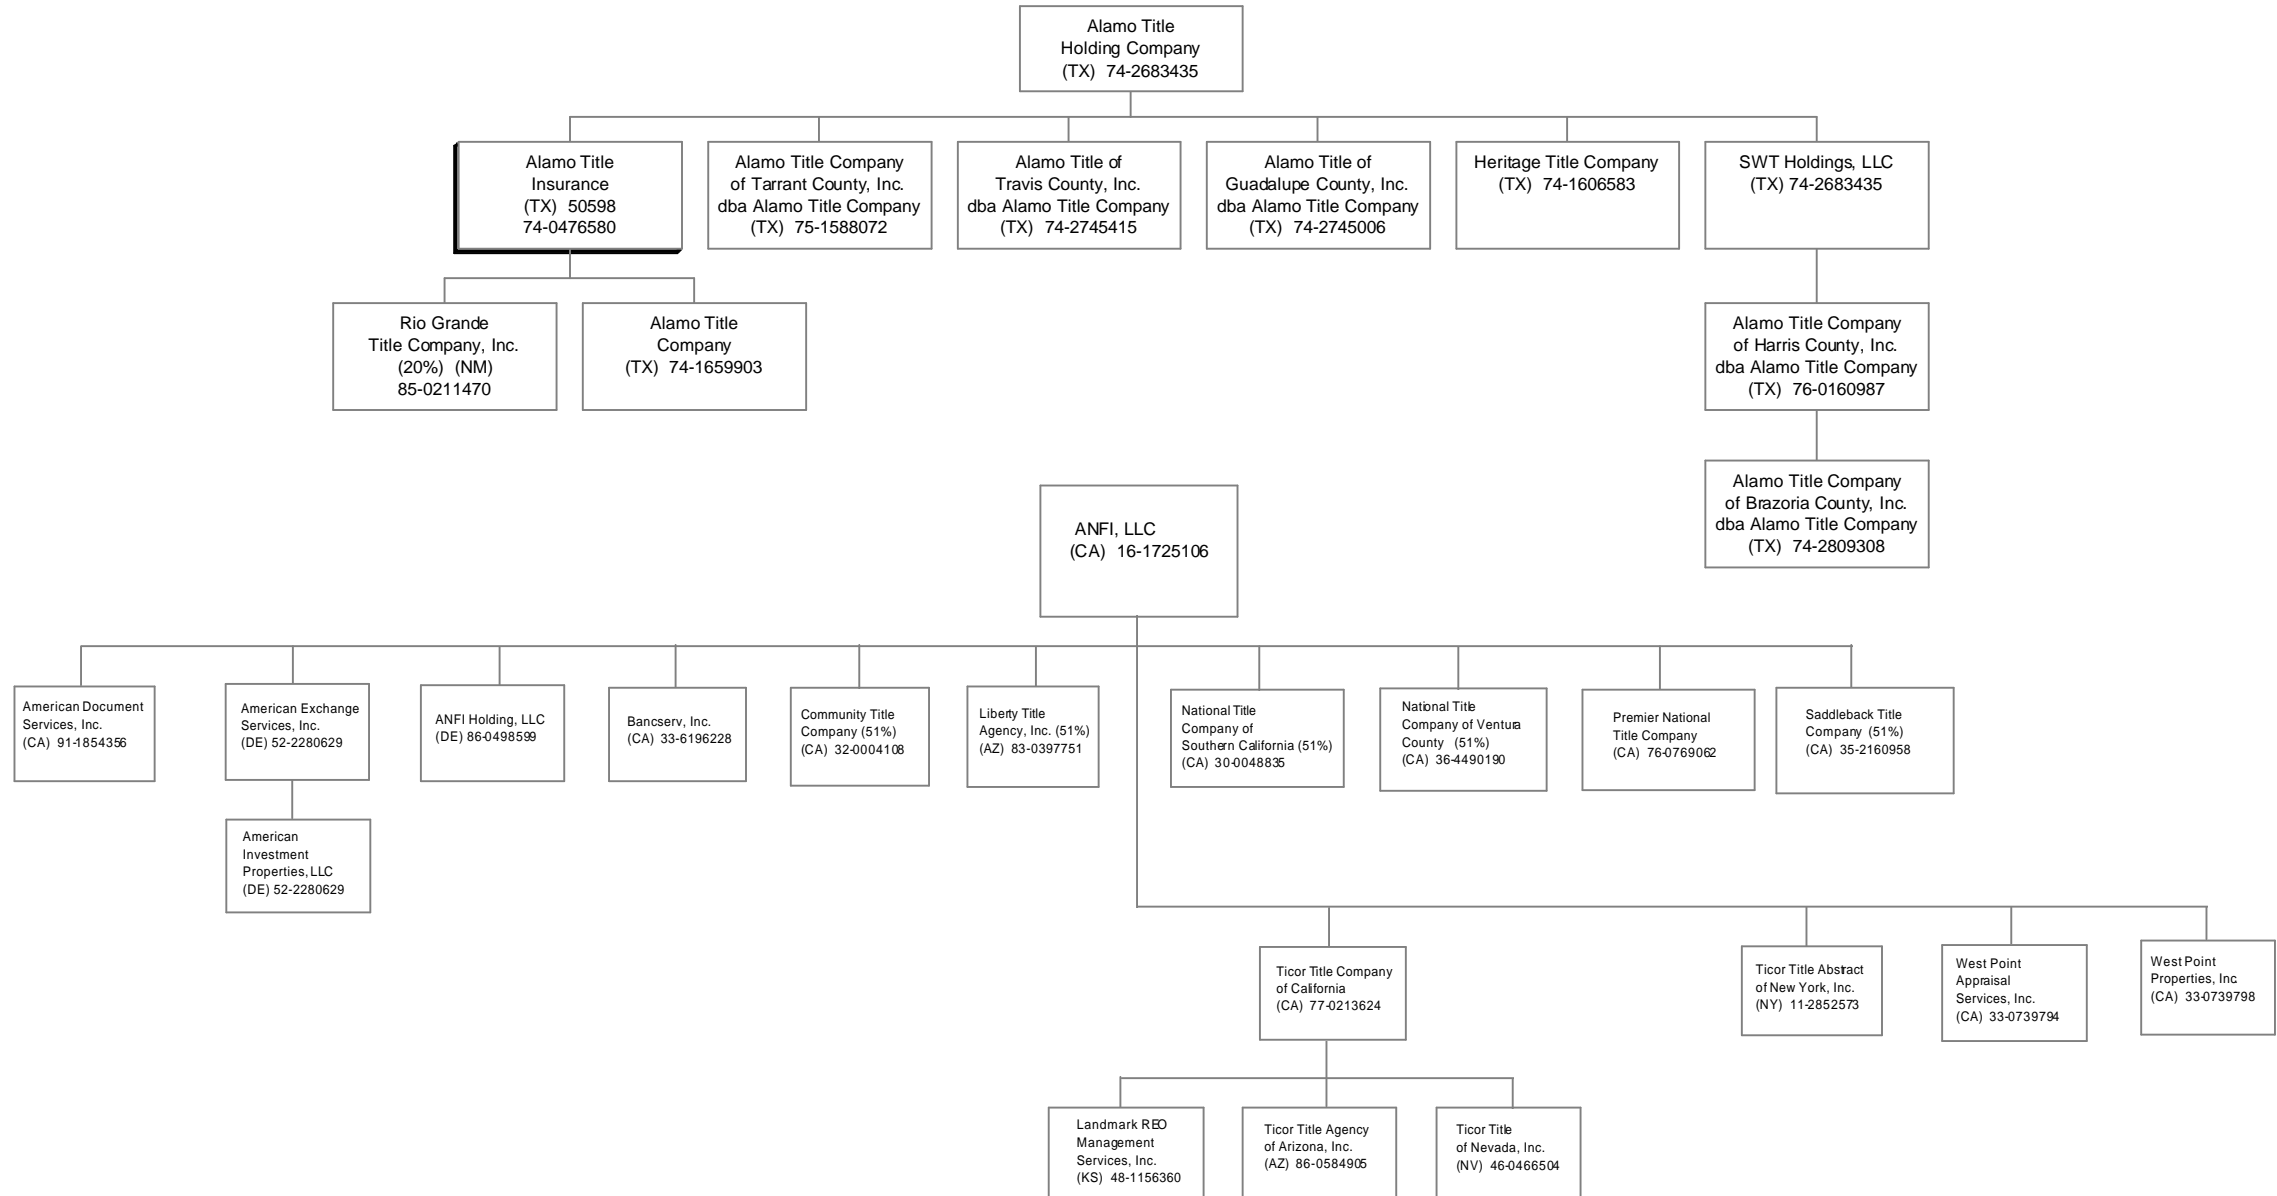 Alamo Title
Holding Company
(TX) 74-2683435
Alamo Title
Insurance
(TX) 50598
74-0476580
Alamo Title Company
of Tarrant County, Inc.
dba Alamo Title Company
(TX) 75-1588072
Alamo Title of
Travis County, Inc.
dba Alamo Title Company
(TX) 74-2745415
Alamo Title of
Guadalupe County, Inc.
dba Alamo Title Company
(TX) 74-2745006
Heritage Title Company
(TX) 74-1606583
SWT Holdings, LLC
(TX) 74-2683435
Rio Grande
Title Company, Inc.
(20%) (NM)
85-0211470
Alamo Title
Company
(TX) 74-1659903
Alamo Title Company
of Harris County, Inc.
dba Alamo Title Company
(TX) 76-0160987
Alamo Title Company
of Brazoria County, Inc.
dba Alamo Title Company
(TX) 74-2809308
ANFI, LLC
(CA) 16-1725106
American Document
Services, Inc.
(CA) 91-1854356
American Exchange
Services, Inc.
(DE) 52-2280629
ANFI Holding, LLC
(DE) 86-0498599
Bancserv, Inc.
(CA) 33-6196228
Community Title
Company (51%)
(CA) 32-0004108
Liberty Title
Agency, Inc. (51%)
(AZ) 83-0397751
National Title
Company of
Southern California (51%)
(CA) 30-0048835
National Title
Company of Ventura
County (51%)
(CA) 36-4490190
Premier National
Title Company
(CA) 76-0769062
Saddleback Title
Company (51%)
(CA) 35-2160958
American
Investment
Properties, LLC
(DE) 52-2280629
Ticor Title Company
of California
(CA) 77-0213624
Ticor Title Abstract
of New York, Inc.
(NY) 11-2852573
West Point
Appraisal
Services, Inc.
(CA) 33-0739794
West Point
Properties, Inc.
(CA) 33-0739798
Landmark REO
Management
Services, Inc.
(KS) 48-1156360
Ticor Title Agency
of Arizona, Inc.
(AZ) 86-0584905
Ticor Title
of Nevada, Inc.
(NV) 46-0466504